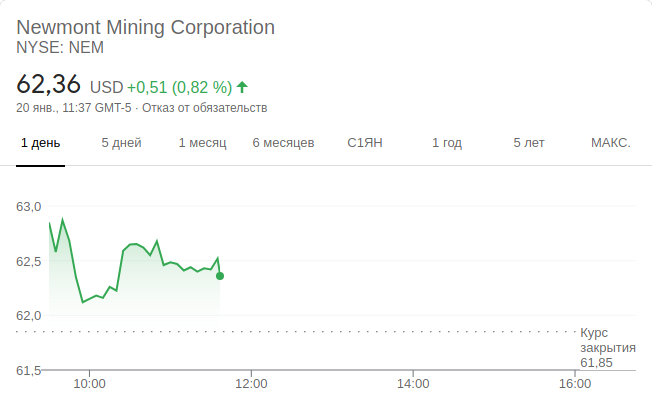 Newmont Mining Corporation
NYSE: NEM
62,36 USD +0,51 (0,82 %)
20 янв., 11:37 GMT-5 · Отказ от обязательств
1 день 5 дней 1 месяц 6 месяцев С1ЯН 1 год 5 лет МАКС.
63,0
62,5
62,0
Курс
закрытия
61,85
61,5
10:00 12:00 14:00 16:00